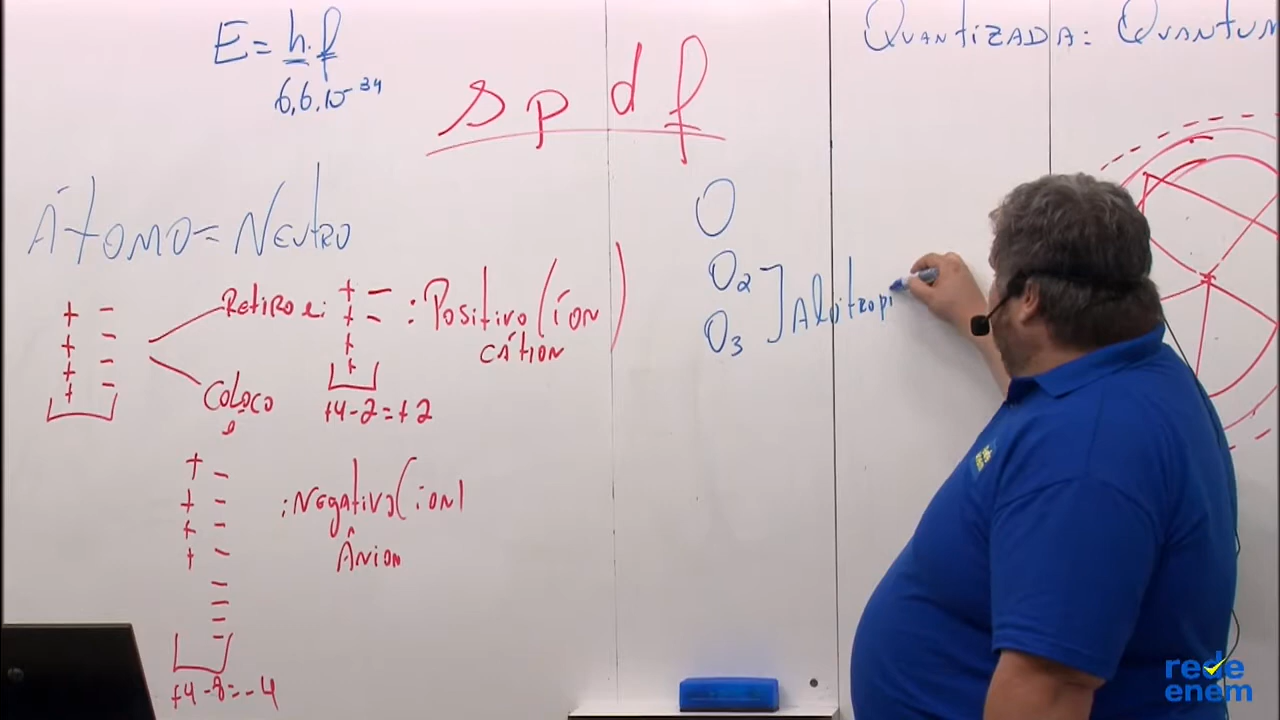 E = h.f
6,6.10⁻³⁴
Quantizada: Quantum
s p d f
Átomo = Neutro
O
O₂
O₃
] Alotropi
+ -
+ -
+ -
+ -
Retiro e:
+ -
+ -
+
+
+4-2=+2
: Positivo (íon)
cátion
Coloco
e
+ -
+ -
+ -
+ -
-
-
-
-
+4-8=-4
: Negativo (íon)
Ânion
rede
enem